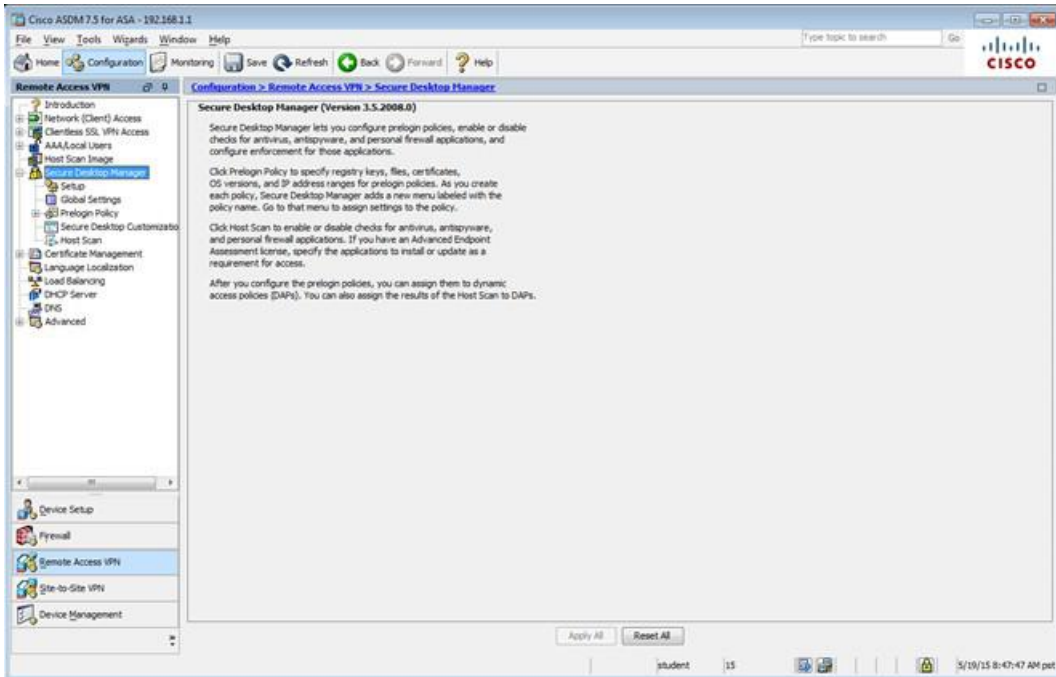 Cisco ASDM 7.5 for ASA - 192.168.1.1
File View Tools Wizards Window Help
Type topic to search Go
Home Configuration Monitoring Save Refresh Back Forward Help
CISCO
Remote Access VPN
Configuration > Remote Access VPN > Secure Desktop Manager
Introduction
Network (Client) Access
Clientless SSL VPN Access
AAA/Local Users
Host Scan Image
Secure Desktop Manager
Setup
Global Settings
Prelogin Policy
Secure Desktop Customizatio
Host Scan
Certificate Management
Language Localization
Load Balancing
DHCP Server
DNS
Advanced
Secure Desktop Manager (Version 3.5.2008.0)
Secure Desktop Manager lets you configure prelogin policies, enable or disable
checks for antivirus, antispyware, and personal firewall applications, and
configure enforcement for those applications.
Click Prelogin Policy to specify registry keys, files, certificates,
OS versions, and IP address ranges for prelogin policies. As you create
each policy, Secure Desktop Manager adds a new menu labeled with the
policy name. Go to that menu to assign settings to the policy.
Click Host Scan to enable or disable checks for antivirus, antispyware,
and personal firewall applications. If you have an Advanced Endpoint
Assessment license, specify the applications to install or update as a
requirement for access.
After you configure the prelogin policies, you can assign them to dynamic
access policies (DAPs). You can also assign the results of the Host Scan to DAPs.
Device Setup
Firewall
Remote Access VPN
Site-to-Site VPN
Device Management
Apply All Reset All
student 15 5/19/15 8:47:47 AM pst